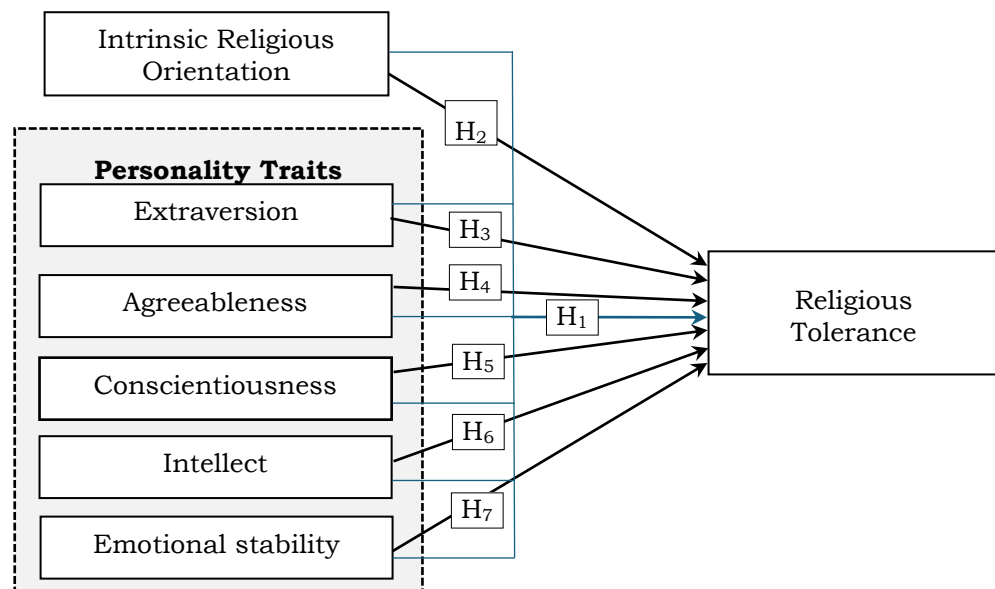 Intrinsic Religious
Orientation
H₂
Personality Traits
Extraversion
H₃
Agreeableness
H₄
H₁
Religious
Tolerance
Conscientiousness
H₅
Intellect
H₆
Emotional stability
H₇